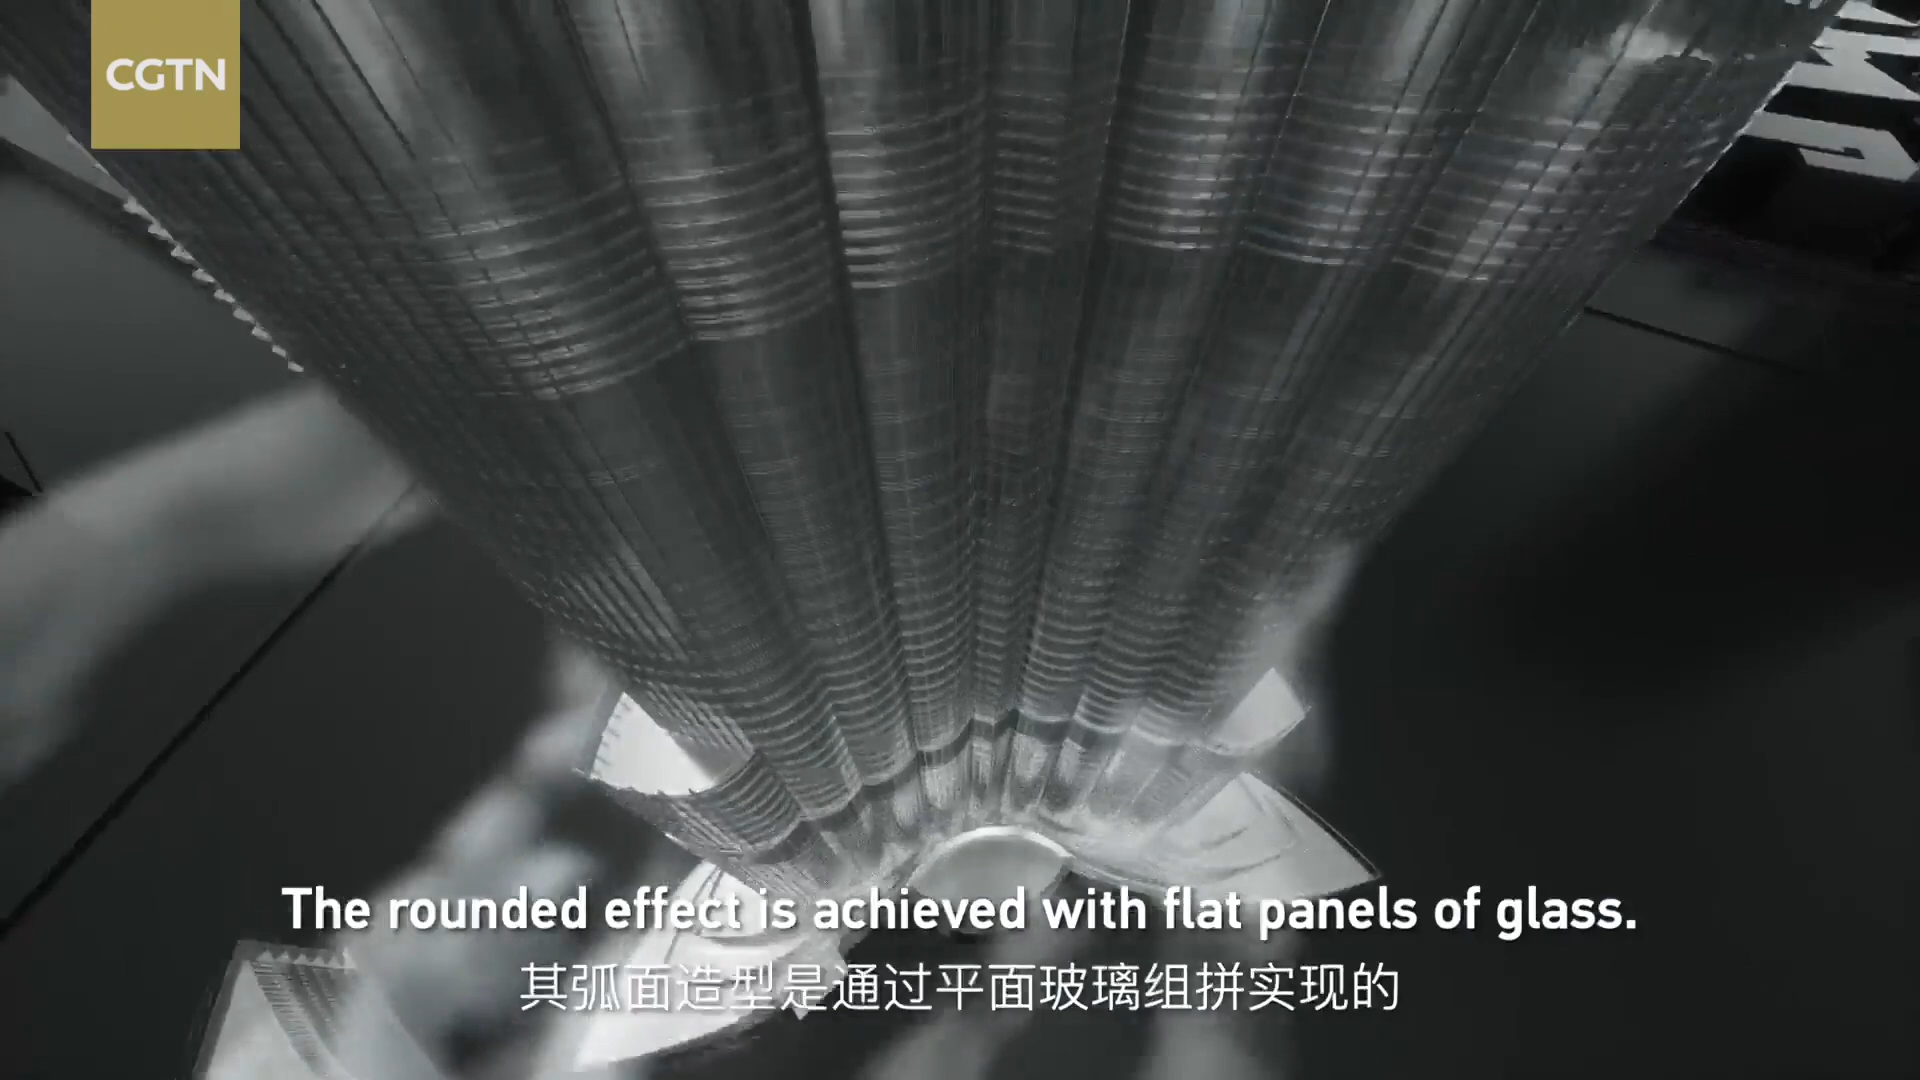 CGTN
The rounded effect is achieved with flat panels of glass.
其弧面造型是通过平面玻璃组拼实现的